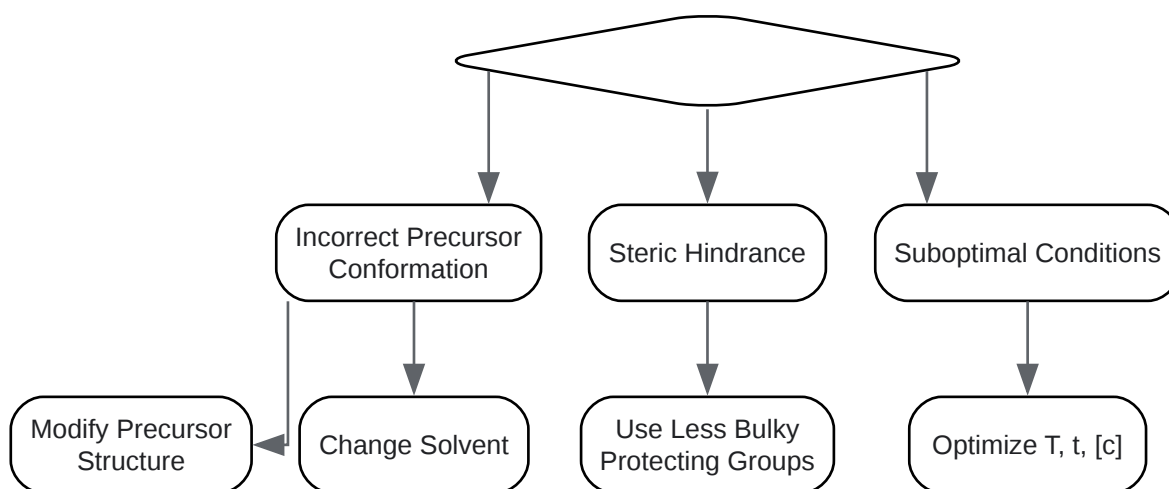 Incorrect Precursor
Conformation
Steric Hindrance
Suboptimal Conditions
Modify Precursor
Structure
Change Solvent
Use Less Bulky
Protecting Groups
Optimize T, t, [c]